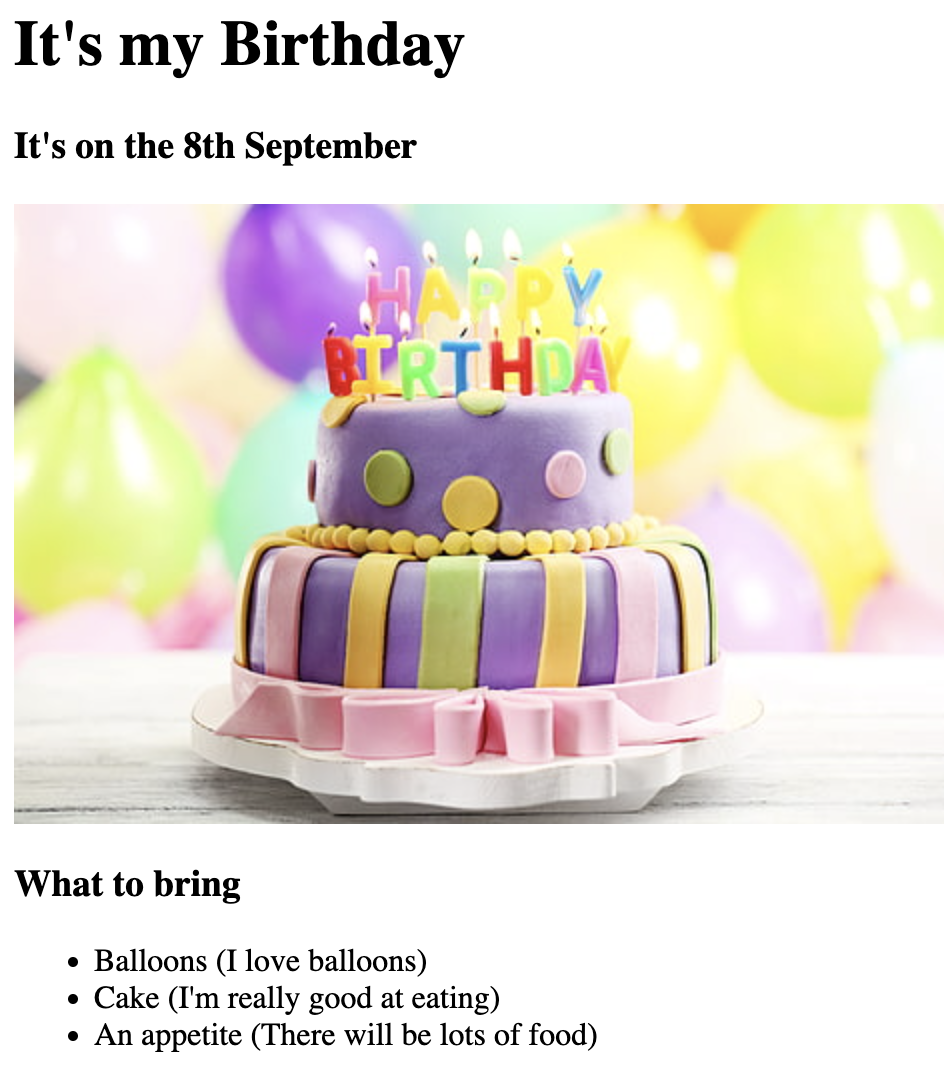 It's my Birthday
It's on the 8th September
HAPPY
BIRTHDAY
What to bring
Balloons (I love balloons)
Cake (I'm really good at eating)
An appetite (There will be lots of food)